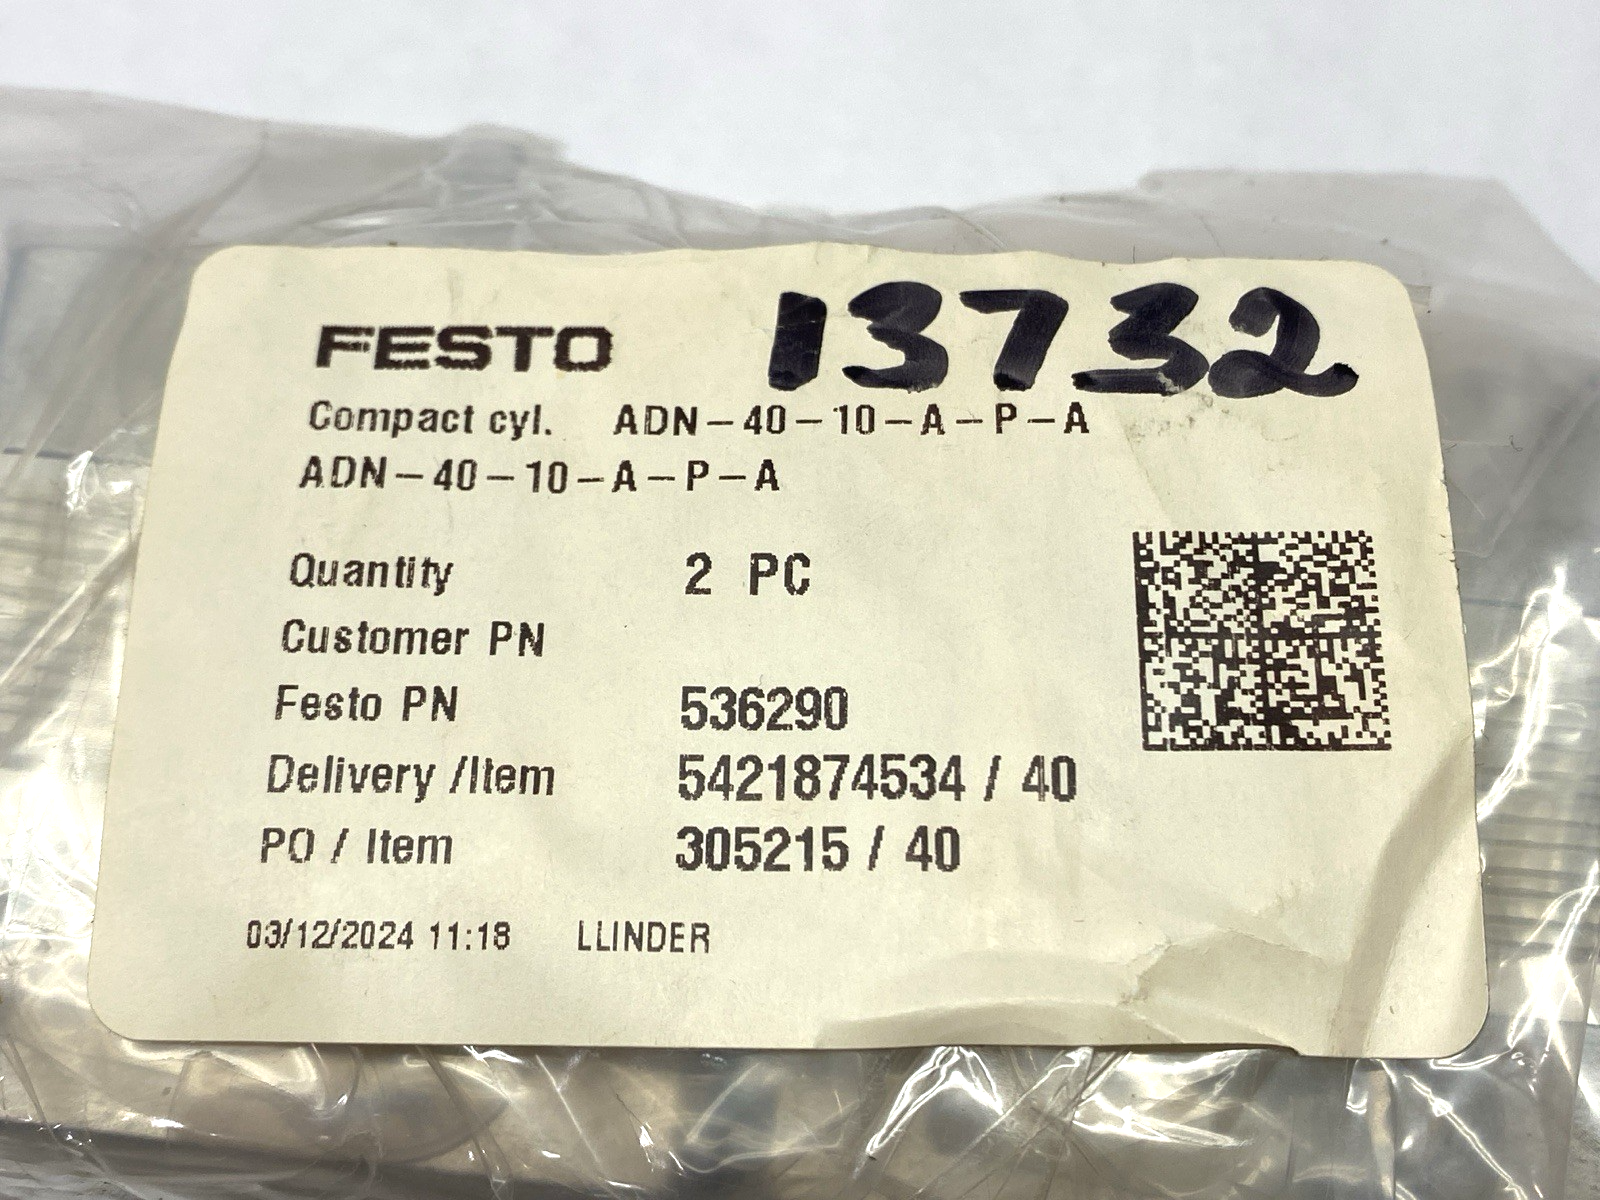 FESTO 13732
Compact cyl. ADN-40-10-A-P-A
ADN-40-10-A-P-A
Quantity 2 PC
Customer PN
Festo PN 536290
Delivery /Item 5421874534 / 40
PO / Item 305215 / 40
03/12/2024 11:18 LLINDER